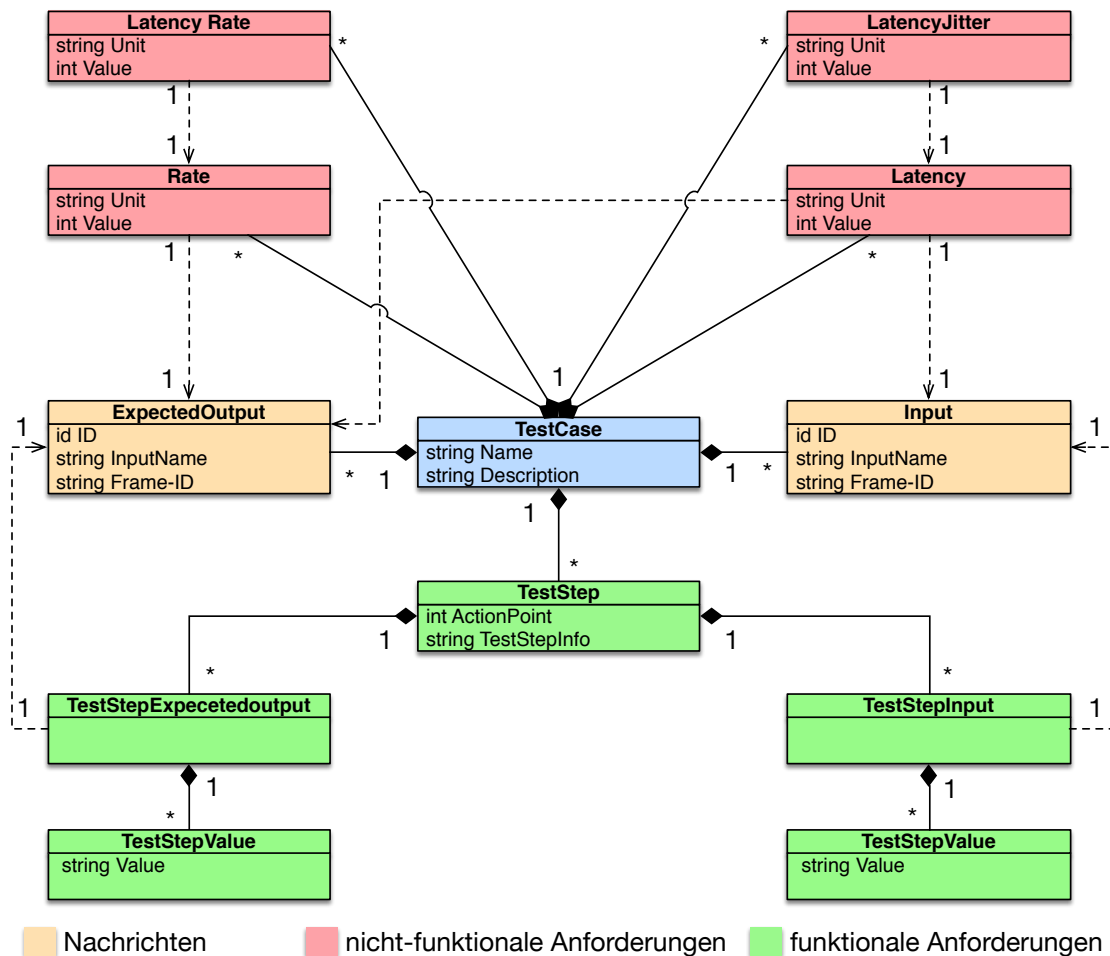 Latency Rate
string Unit
int Value
*
1
1
LatencyJitter
string Unit
int Value
*
1
1
Rate
string Unit
int Value
1
*
1
Latency
string Unit
int Value
*
1
1
1
ExpectedOutput
id ID
string InputName
string Frame-ID
1
*
1
TestCase
string Name
string Description
1
1
*
Input
id ID
string InputName
string Frame-ID
1
*
TestStep
int ActionPoint
string TestStepInfo
1
1
*
*
TestStepExpecetedoutput
1
1
*
TestStepInput
1
1
*
TestStepValue
string Value
TestStepValue
string Value
Nachrichten
nicht-funktionale Anforderungen
funktionale Anforderungen